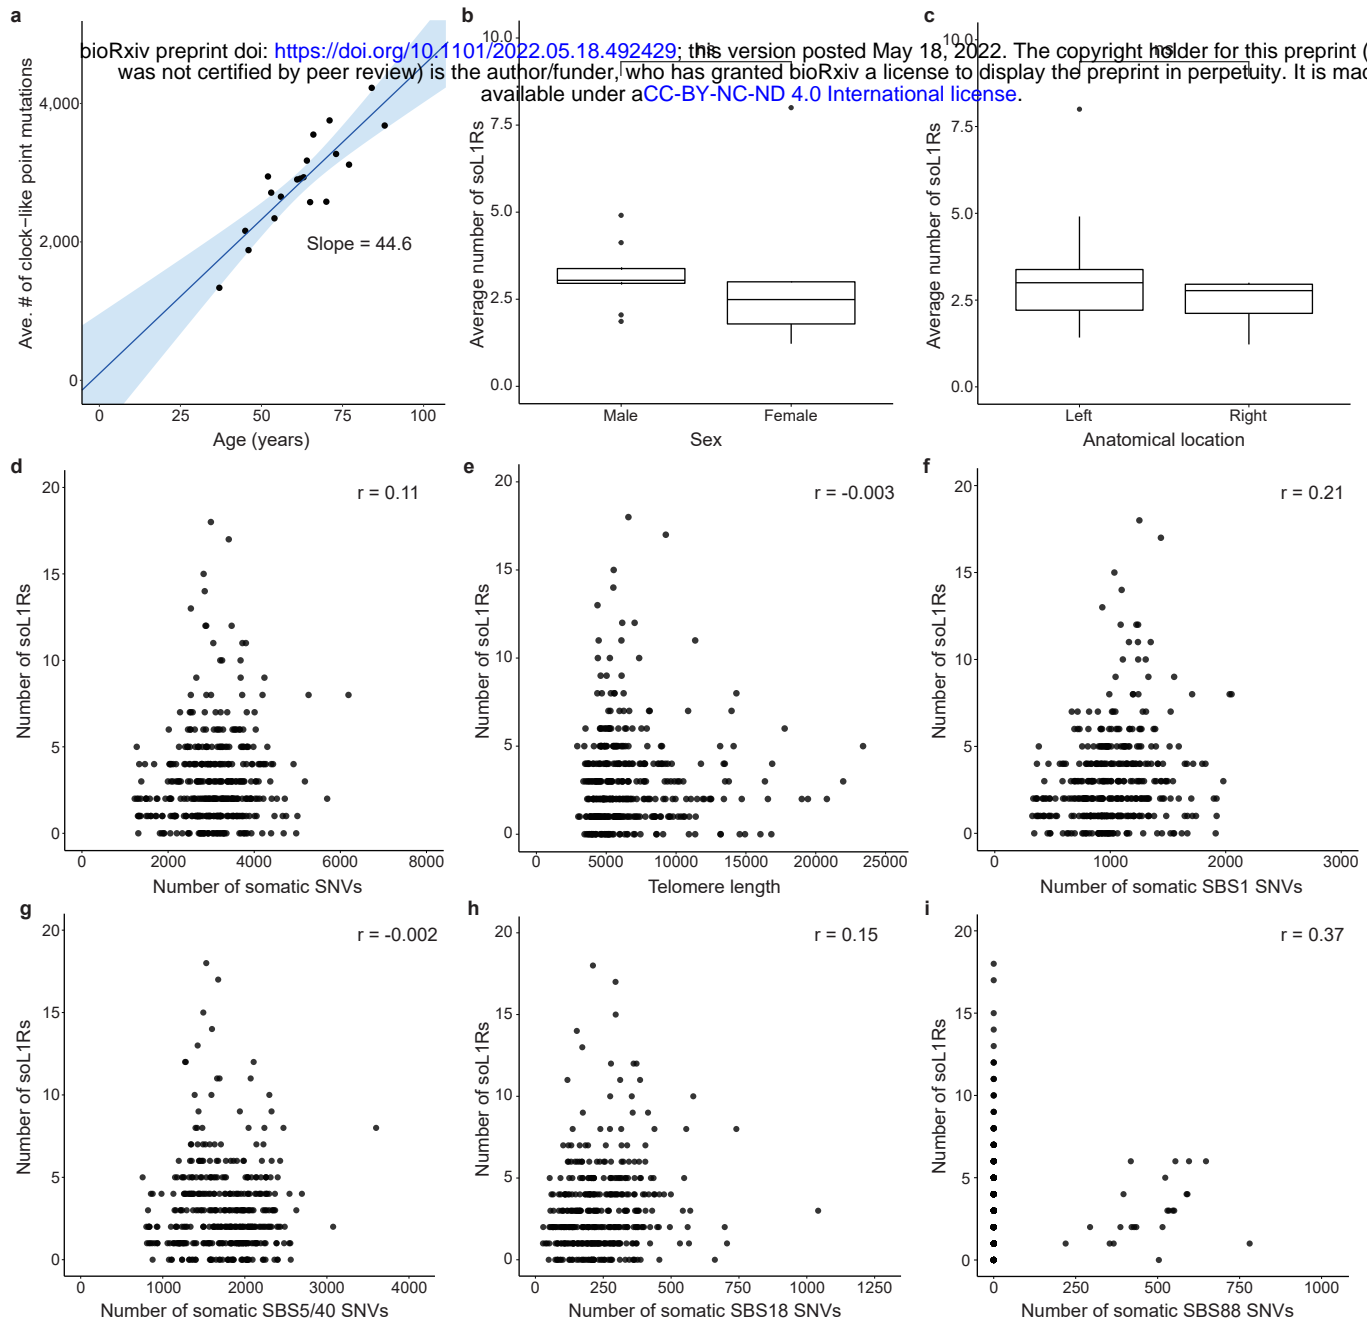 a
b
c
bioRxiv preprint doi: https://doi.org/10.1101/2022.05.18.492429; this version posted May 18, 2022. The copyright holder for this preprint (
was not certified by peer review) is the author/funder, who has granted bioRxiv a license to display the preprint in perpetuity. It is mad
available under aCC-BY-NC-ND 4.0 International license.
Ave. # of clock-like point mutations
4,000
2,000
0
Slope = 44.6
0 25 50 75 100
Age (years)
Average number of soL1Rs
10.0
7.5
5.0
2.5
0.0
ns
Male Female
Sex
Average number of soL1Rs
10.0
7.5
5.0
2.5
0.0
ns
Left Right
Anatomical location
d
r = 0.11
Number of soL1Rs
20
15
10
5
0
0 2000 4000 6000 8000
Number of somatic SNVs
e
r = -0.003
Number of soL1Rs
20
15
10
5
0
0 5000 10000 15000 20000 25000
Telomere length
f
r = 0.21
Number of soL1Rs
20
15
10
5
0
0 1000 2000 3000
Number of somatic SBS1 SNVs
g
r = -0.002
Number of soL1Rs
20
15
10
5
0
0 1000 2000 3000 4000
Number of somatic SBS5/40 SNVs
h
r = 0.15
Number of soL1Rs
20
15
10
5
0
0 250 500 750 1000 1250
Number of somatic SBS18 SNVs
i
r = 0.37
Number of soL1Rs
20
15
10
5
0
0 250 500 750 1000
Number of somatic SBS88 SNVs